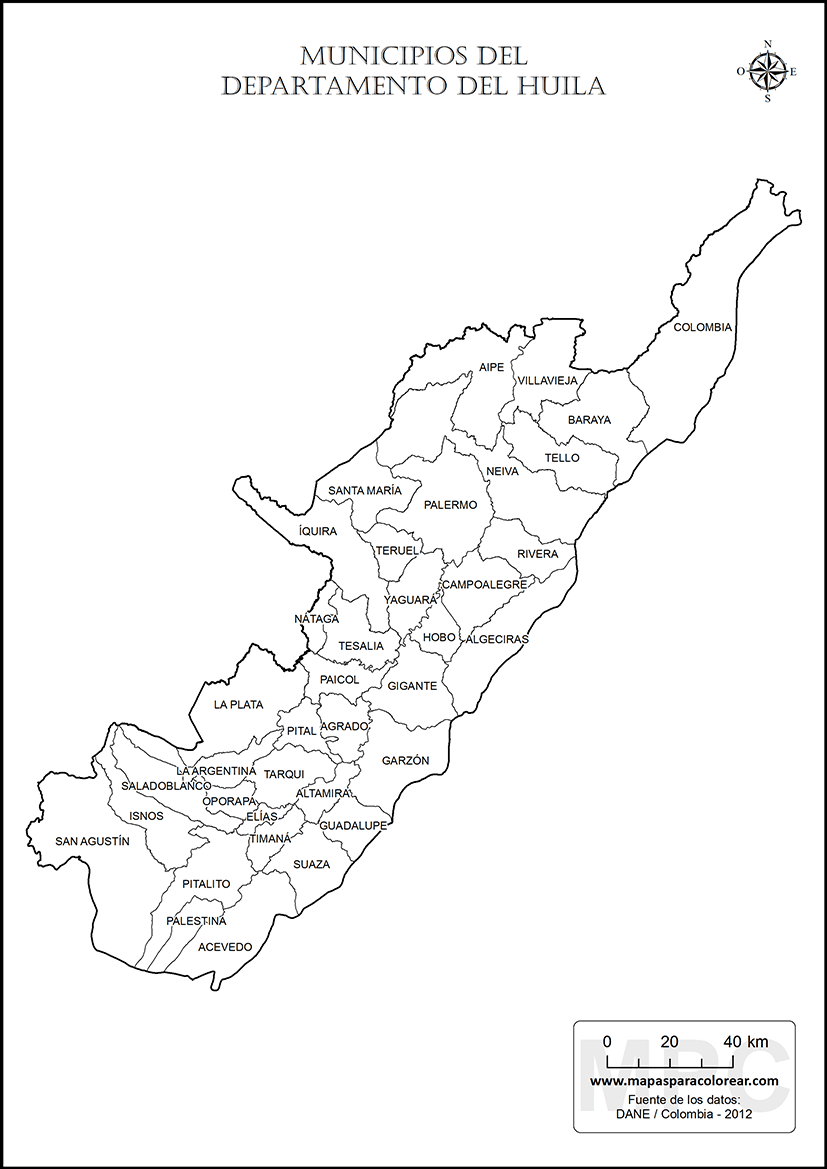 MUNICIPIOS DEL
DEPARTAMENTO DEL HUILA
N
O
E
S
COLOMBIA
AIPE
VILLAVIEJA
BARAYA
TELLO
NEIVA
SANTA MARÍA
PALERMO
ÍQUIRA
TERUEL
RIVERA
CAMPOALEGRE
YAGUARÁ
NÁTAGA
HOBO
ALGECIRAS
TESALIA
PAICOL
GIGANTE
LA PLATA
PITAL
AGRADO
GARZÓN
LA ARGENTINA
TARQUI
SALADOBLANCO
ALTAMIRA
OPORAPA
ISNOS
ELÍAS
GUADALUPE
SAN AGUSTÍN
TIMANÁ
SUAZA
PITALITO
PALESTINA
ACEVEDO
0 20 40 km
MPC
www.mapasparacolorear.com
Fuente de los datos:
DANE / Colombia - 2012